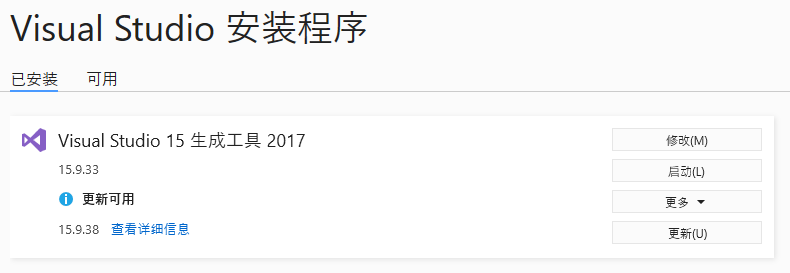 Visual Studio 安装程序
已安装 可用
Visual Studio 15 生成工具 2017 修改(M)
15.9.33 启动(L)
更新可用 更多
15.9.38 查看详细信息 更新(U)